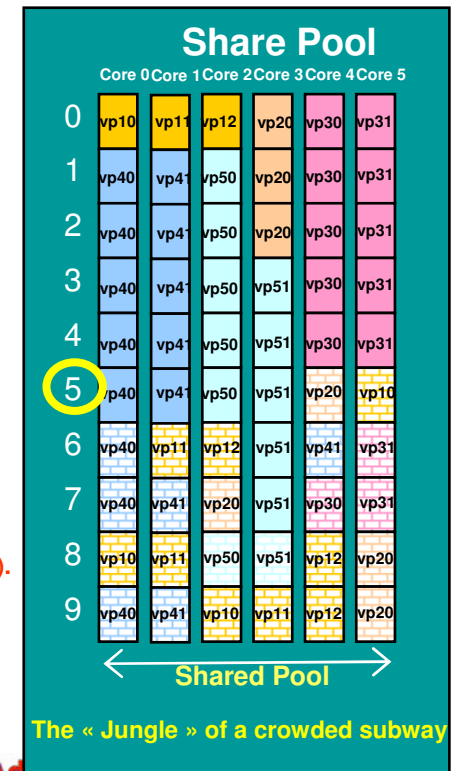 Share Pool
Core 0 Core 1 Core 2 Core 3 Core 4 Core 5
0 vp10 vp11 vp12 vp20 vp30 vp31
1 vp40 vp41 vp50 vp20 vp30 vp31
2 vp40 vp41 vp50 vp20 vp30 vp31
3 vp40 vp41 vp50 vp51 vp30 vp31
4 vp40 vp41 vp50 vp51 vp30 vp31
5 vp40 vp41 vp50 vp51 vp20 vp10
6 vp40 vp11 vp12 vp51 vp41 vp31
7 vp40 vp41 vp20 vp51 vp30 vp31
).
8 vp10 vp11 vp50 vp51 vp12 vp20
9 vp40 vp41 vp10 vp11 vp12 vp20
Shared Pool
The « Jungle » of a crowded subway